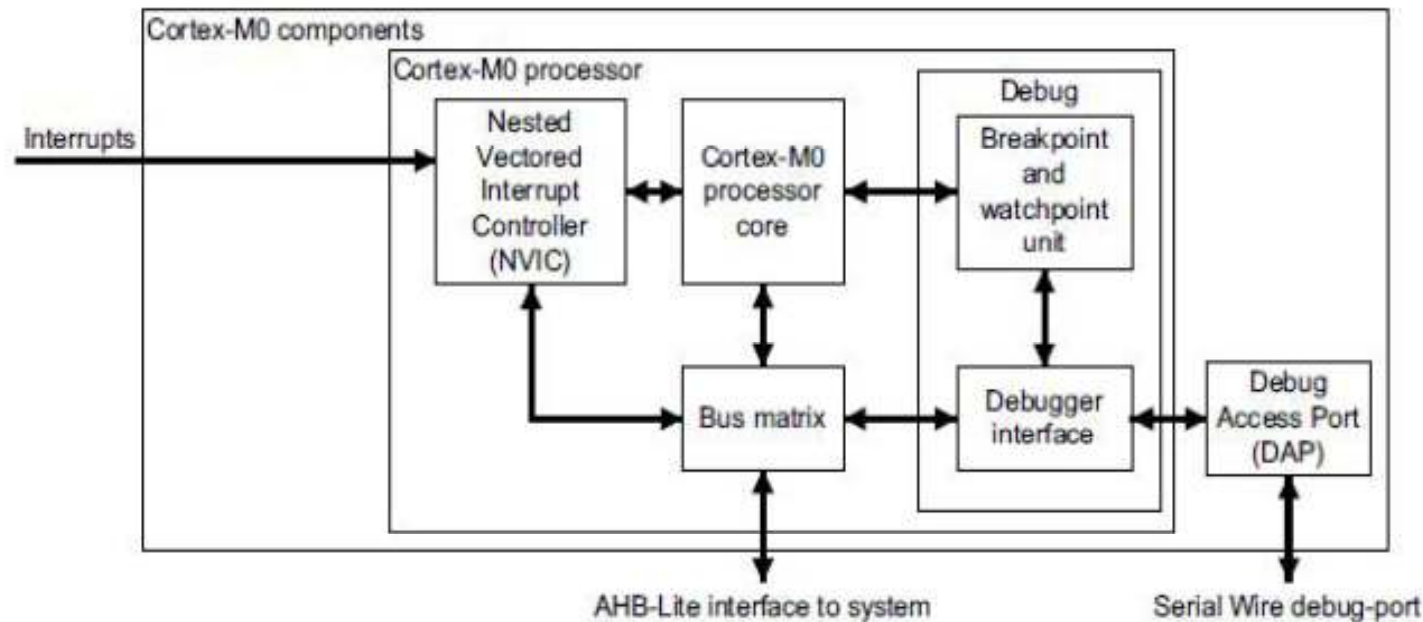 Cortex-M0 components
Cortex-M0 processor
Interrupts
Nested
Vectored
Interrupt
Controller
(NVIC)
Cortex-M0
processor
core
Debug
Breakpoint
and
watchpoint
unit
Bus matrix
Debugger
interface
Debug
Access Port
(DAP)
AHB-Lite interface to system
Serial Wire debug-port